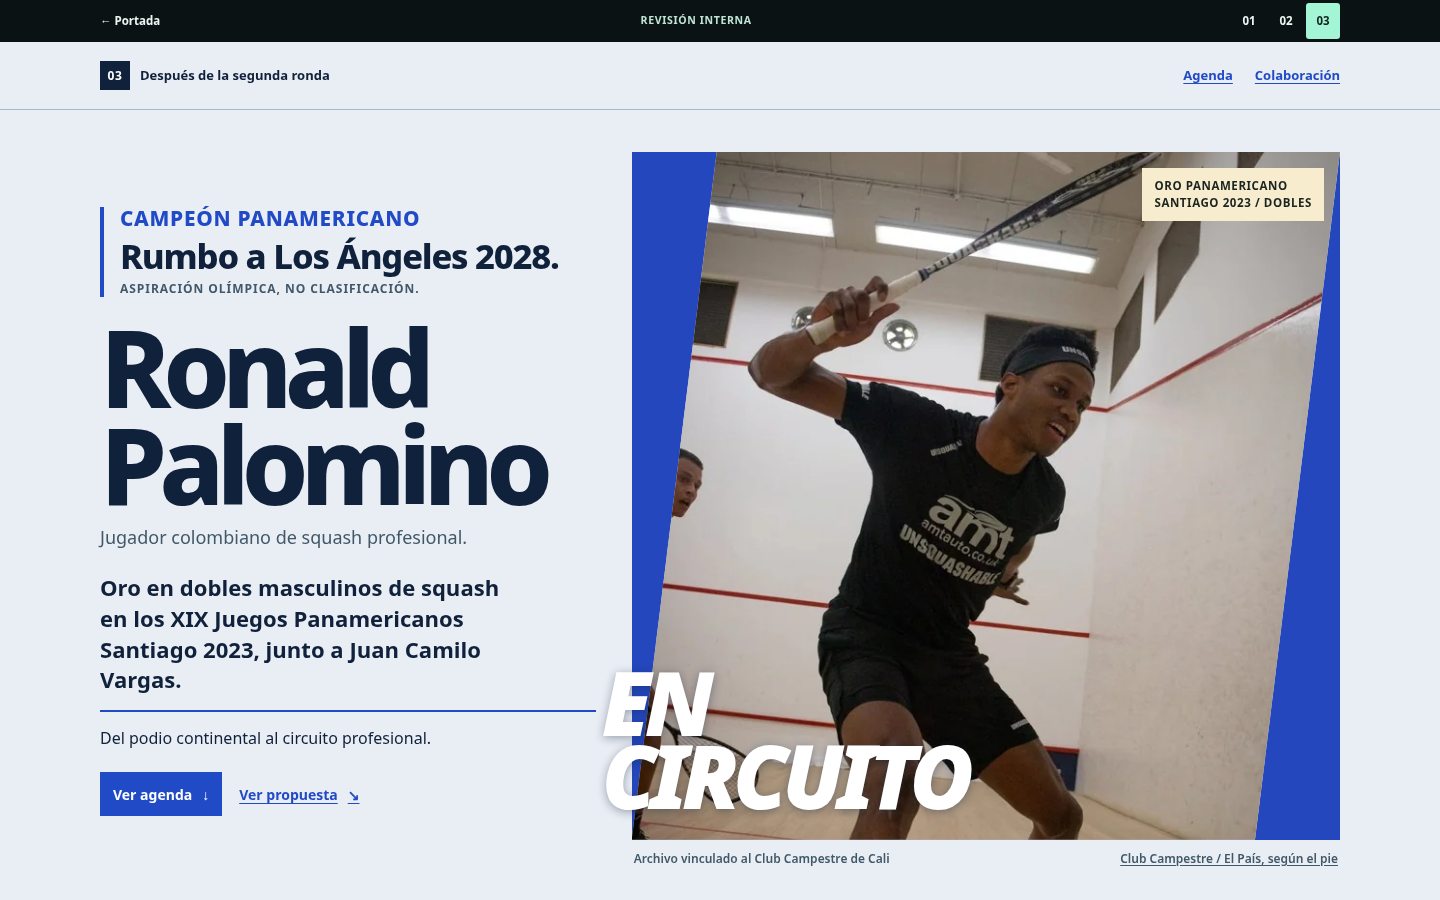 ← Portada
REVISIÓN INTERNA
01 02 03
03 Después de la segunda ronda
Agenda Colaboración
CAMPEÓN PANAMERICANO
Rumbo a Los Ángeles 2028.
ASPIRACIÓN OLÍMPICA, NO CLASIFICACIÓN.
Ronald
Palomino
Jugador colombiano de squash profesional.
Oro en dobles masculinos de squash
en los XIX Juegos Panamericanos
Santiago 2023, junto a Juan Camilo
Vargas.
Del podio continental al circuito profesional.
Ver agenda ↓
Ver propuesta ↘
ORO PANAMERICANO
SANTIAGO 2023 / DOBLES
amt
amtauto.co.uk
UNSQUASHABLE
EN
CIRCUITO
Archivo vinculado al Club Campestre de Cali
Club Campestre / El País, según el pie